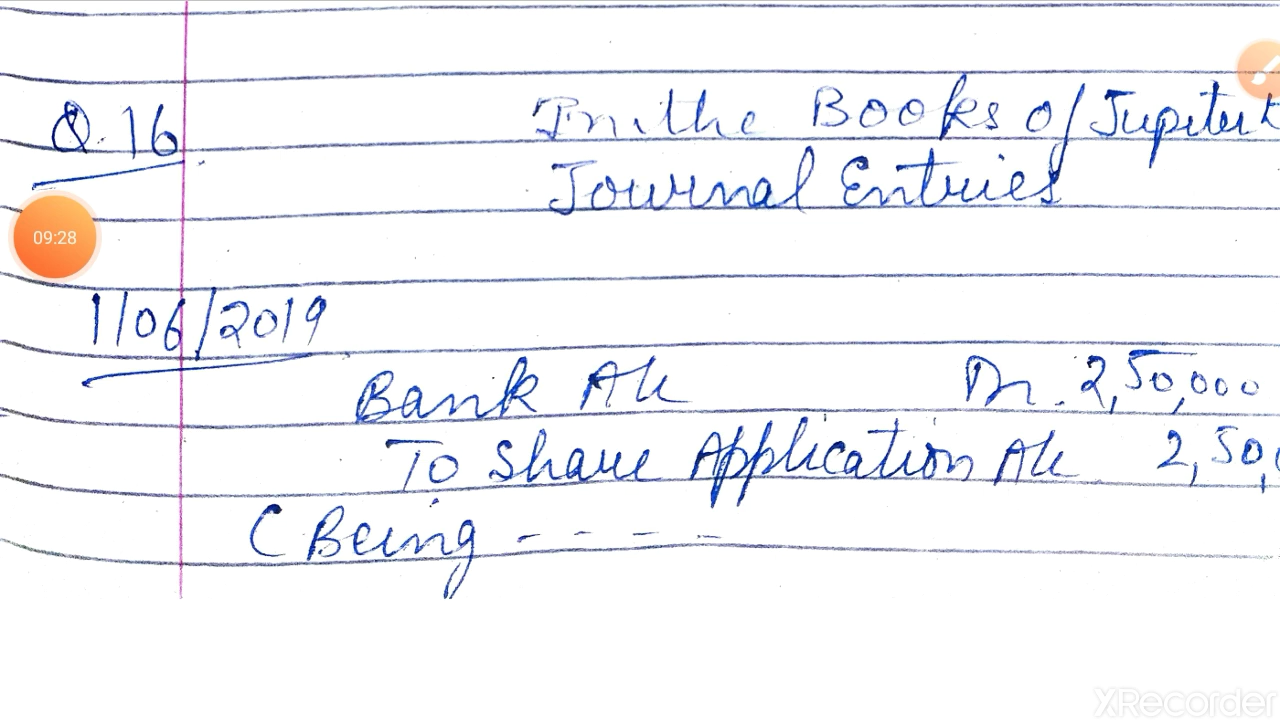 Q.16 In the Books of Jupiter L
Journal Entries
09:28
1/06/2019
Bank A/c Dr. 2,50,000
To Share Application A/c 2,50,
(Being - - - - -
XRecorder